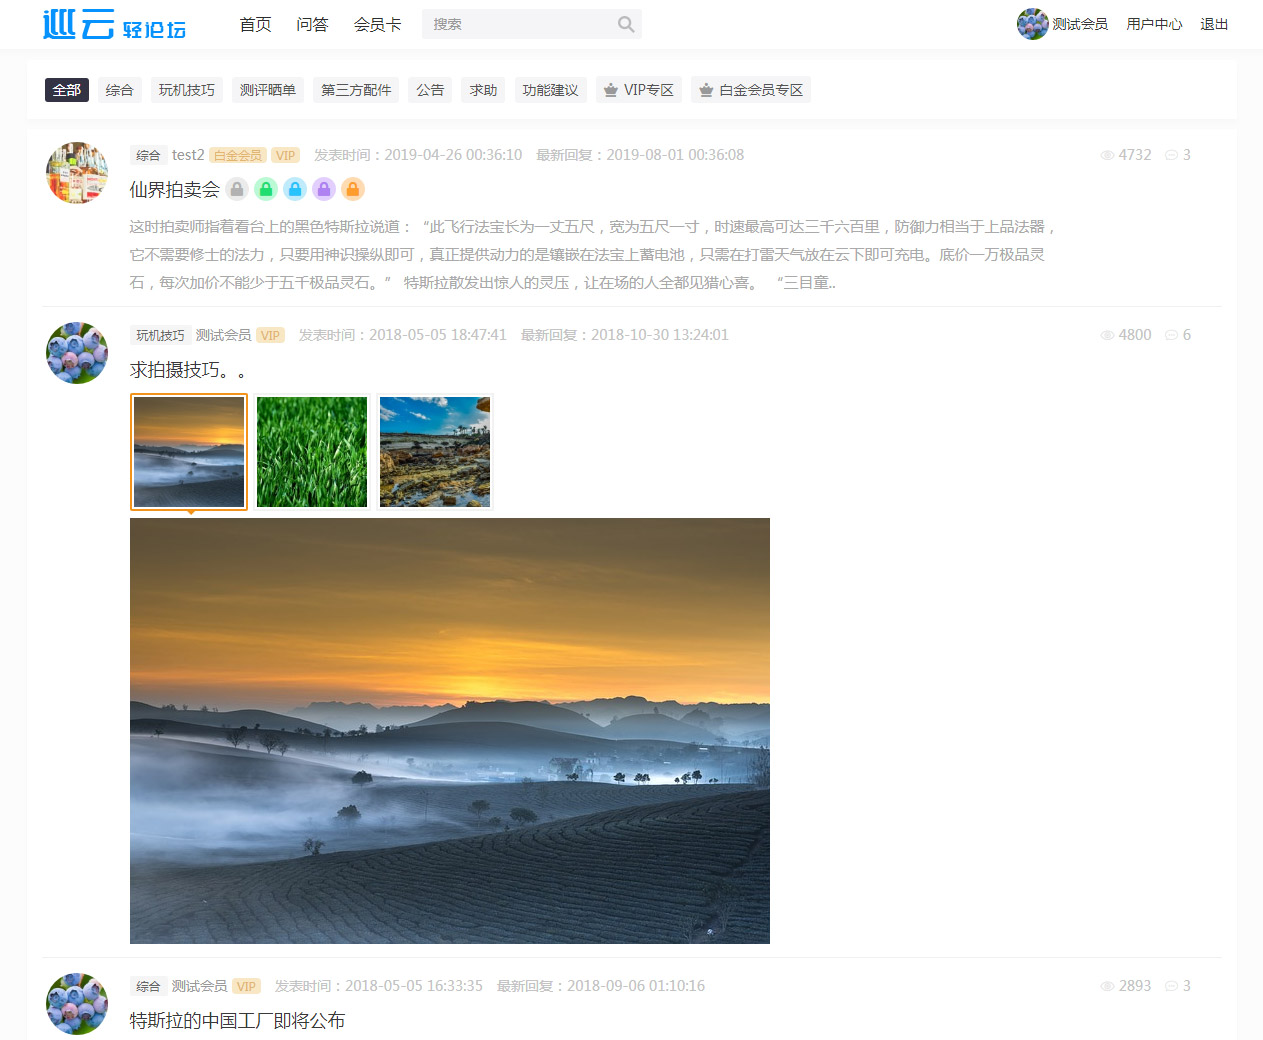 巡云 轻论坛 首页 问答 会员卡 搜索 测试会员 用户中心 退出
全部 综合 玩机技巧 测评晒单 第三方配件 公告 求助 功能建议 VIP专区 白金会员专区
综合 test2 白金会员 VIP 发表时间：2019-04-26 00:36:10 最新回复：2019-08-01 00:36:08 4732 3
仙界拍卖会
这时拍卖师指着看台上的黑色特斯拉说道：“此飞行法宝长为一丈五尺，宽为五尺一寸，时速最高可达三千六百里，防御力相当于上品法器，
它不需要修士的法力，只要用神识操纵即可，真正提供动力的是镶嵌在法宝上蓄电池，只需在打雷天气放在云下即可充电。底价一万极品灵
石，每次加价不能少于五千极品灵石。” 特斯拉散发出惊人的灵压，让在场的人全都见猎心喜。 “三目童..
玩机技巧 测试会员 VIP 发表时间：2018-05-05 18:47:41 最新回复：2018-10-30 13:24:01 4800 6
求拍摄技巧。。
综合 测试会员 VIP 发表时间：2018-05-05 16:33:35 最新回复：2018-09-06 01:10:16 2893 3
特斯拉的中国工厂即将公布